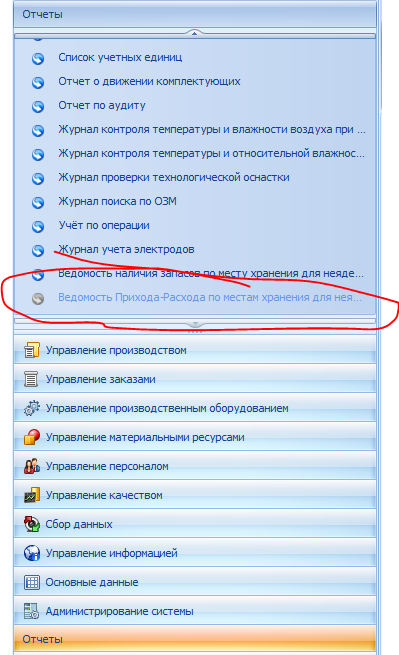 Отчеты
Список учетных единиц
Отчет о движении комплектующих
Отчет по аудиту
Журнал контроля температуры и влажности воздуха при ...
Журнал контроля температуры и относительной влажнос...
Журнал проверки технологической оснастки
Журнал поиска по ОЗМ
Учёт по операции
Журнал учета электродов
Ведомость наличия запасов по месту хранения для неяде...
Ведомость Прихода-Расхода по местам хранения для нея...
Управление производством
Управление заказами
Управление производственным оборудованием
Управление материальными ресурсами
Управление персоналом
Управление качеством
Сбор данных
Управление информацией
Основные данные
Администрирование системы
Отчеты